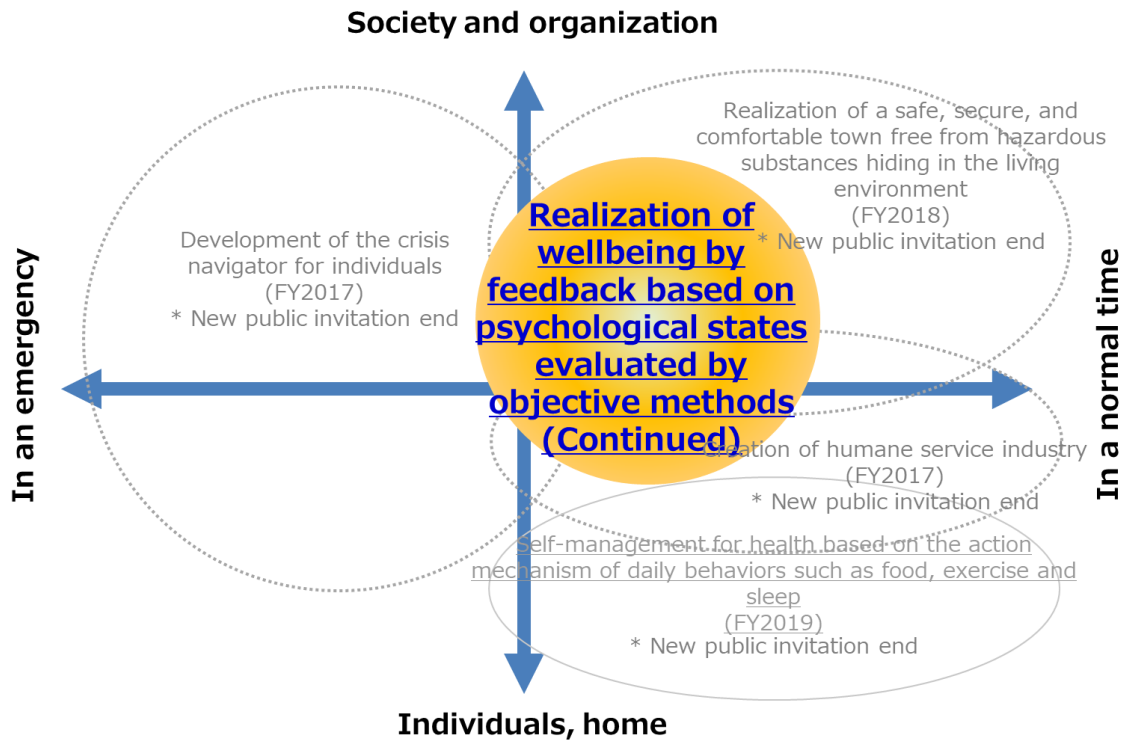 Society and organization
Realization of a safe, secure, and
comfortable town free from hazardous
substances hiding in the living
environment
(FY2018)
* New public invitation end
Development of the crisis
navigator for individuals
(FY2017)
* New public invitation end
Realization of
wellbeing by
feedback based on
psychological states
evaluated by
objective methods
(Continued)
In an emergency
In a normal time
Creation of humane service industry
(FY2017)
* New public invitation end
Self-management for health based on the action
mechanism of daily behaviors such as food, exercise and
sleep
(FY2019)
* New public invitation end
Individuals, home